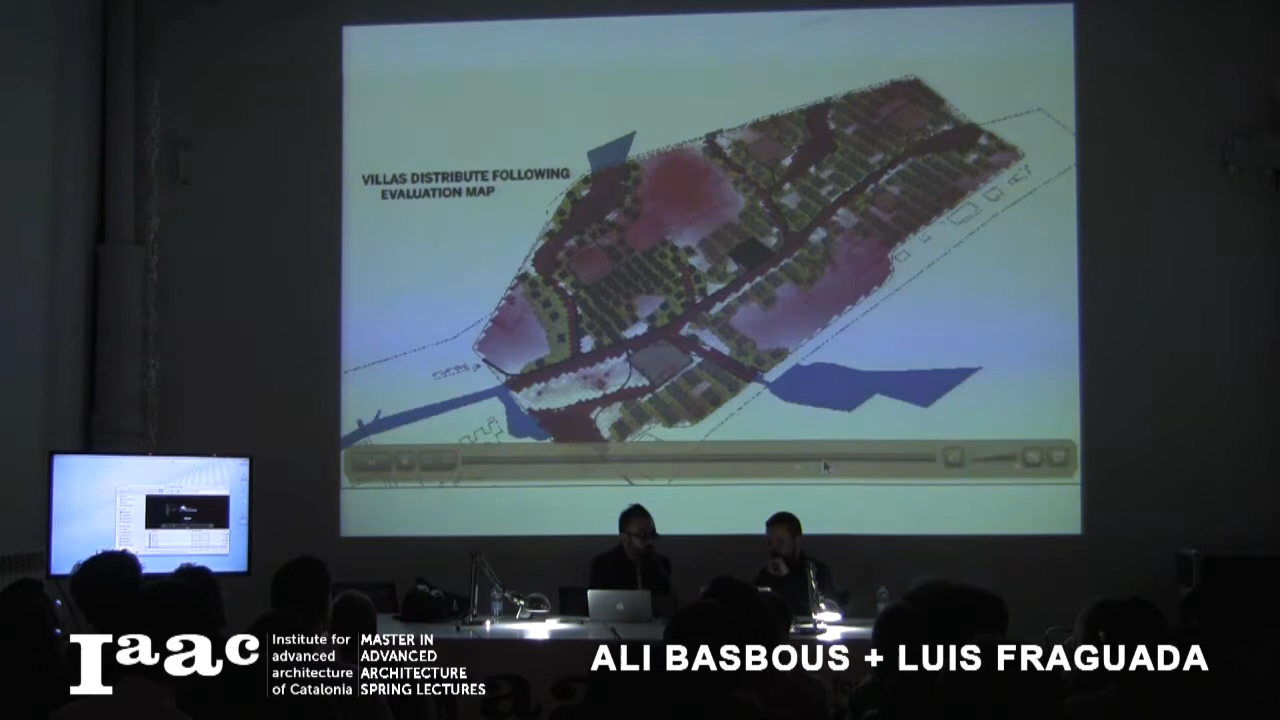 VILLAS DISTRIBUTE FOLLOWING
EVALUATION MAP
Iaac
Institute for
advanced
architecture
of Catalonia
MASTER IN
ADVANCED
ARCHITECTURE
SPRING LECTURES
ALI BASBOUS + LUIS FRAGUADA